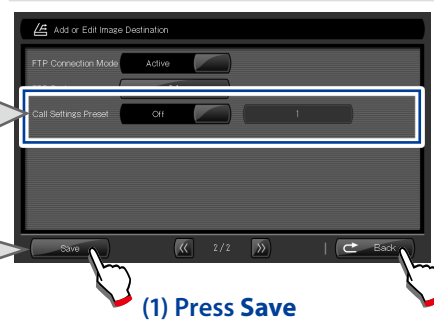 Add or Edit Image Destination
FTP Connection Mode Active
Call Settings Preset Off 1
Save 2/2 Back
(1) Press Save